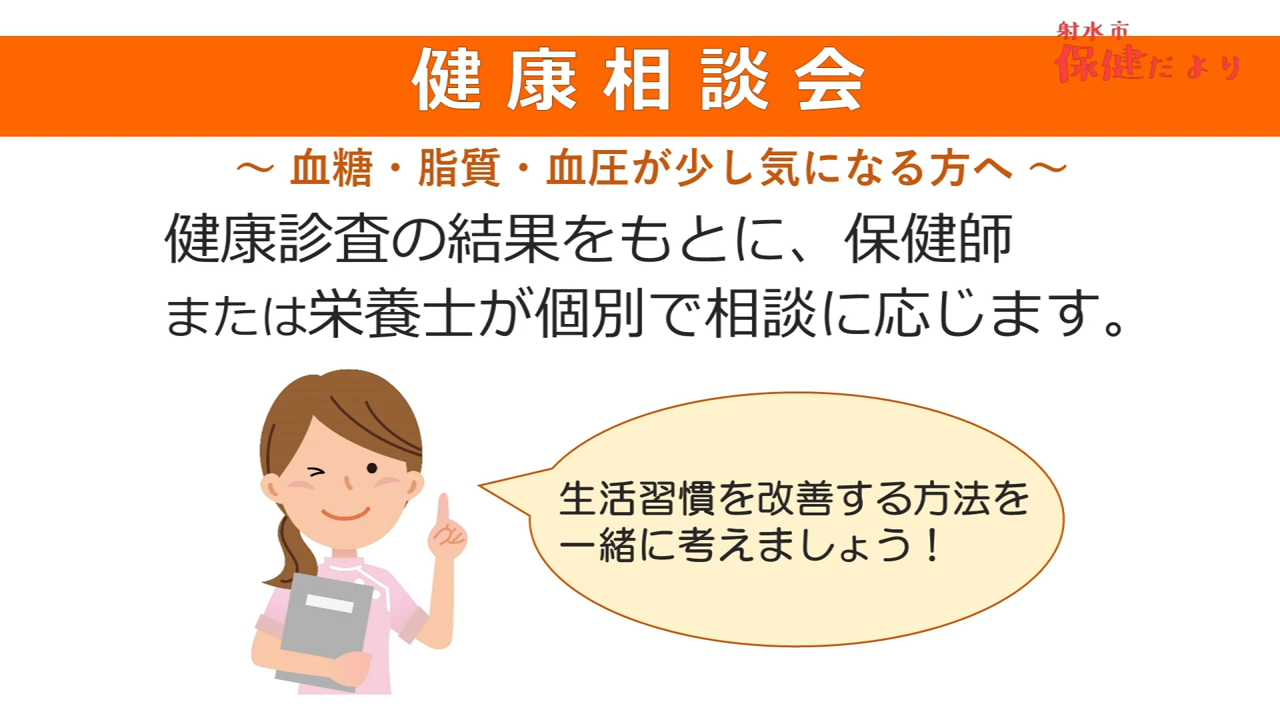 射水市
保健だより
健康相談会
～ 血糖・脂質・血圧が少し気になる方へ ～
健康診査の結果をもとに、保健師
または栄養士が個別で相談に応じます。
生活習慣を改善する方法を
一緒に考えましょう！